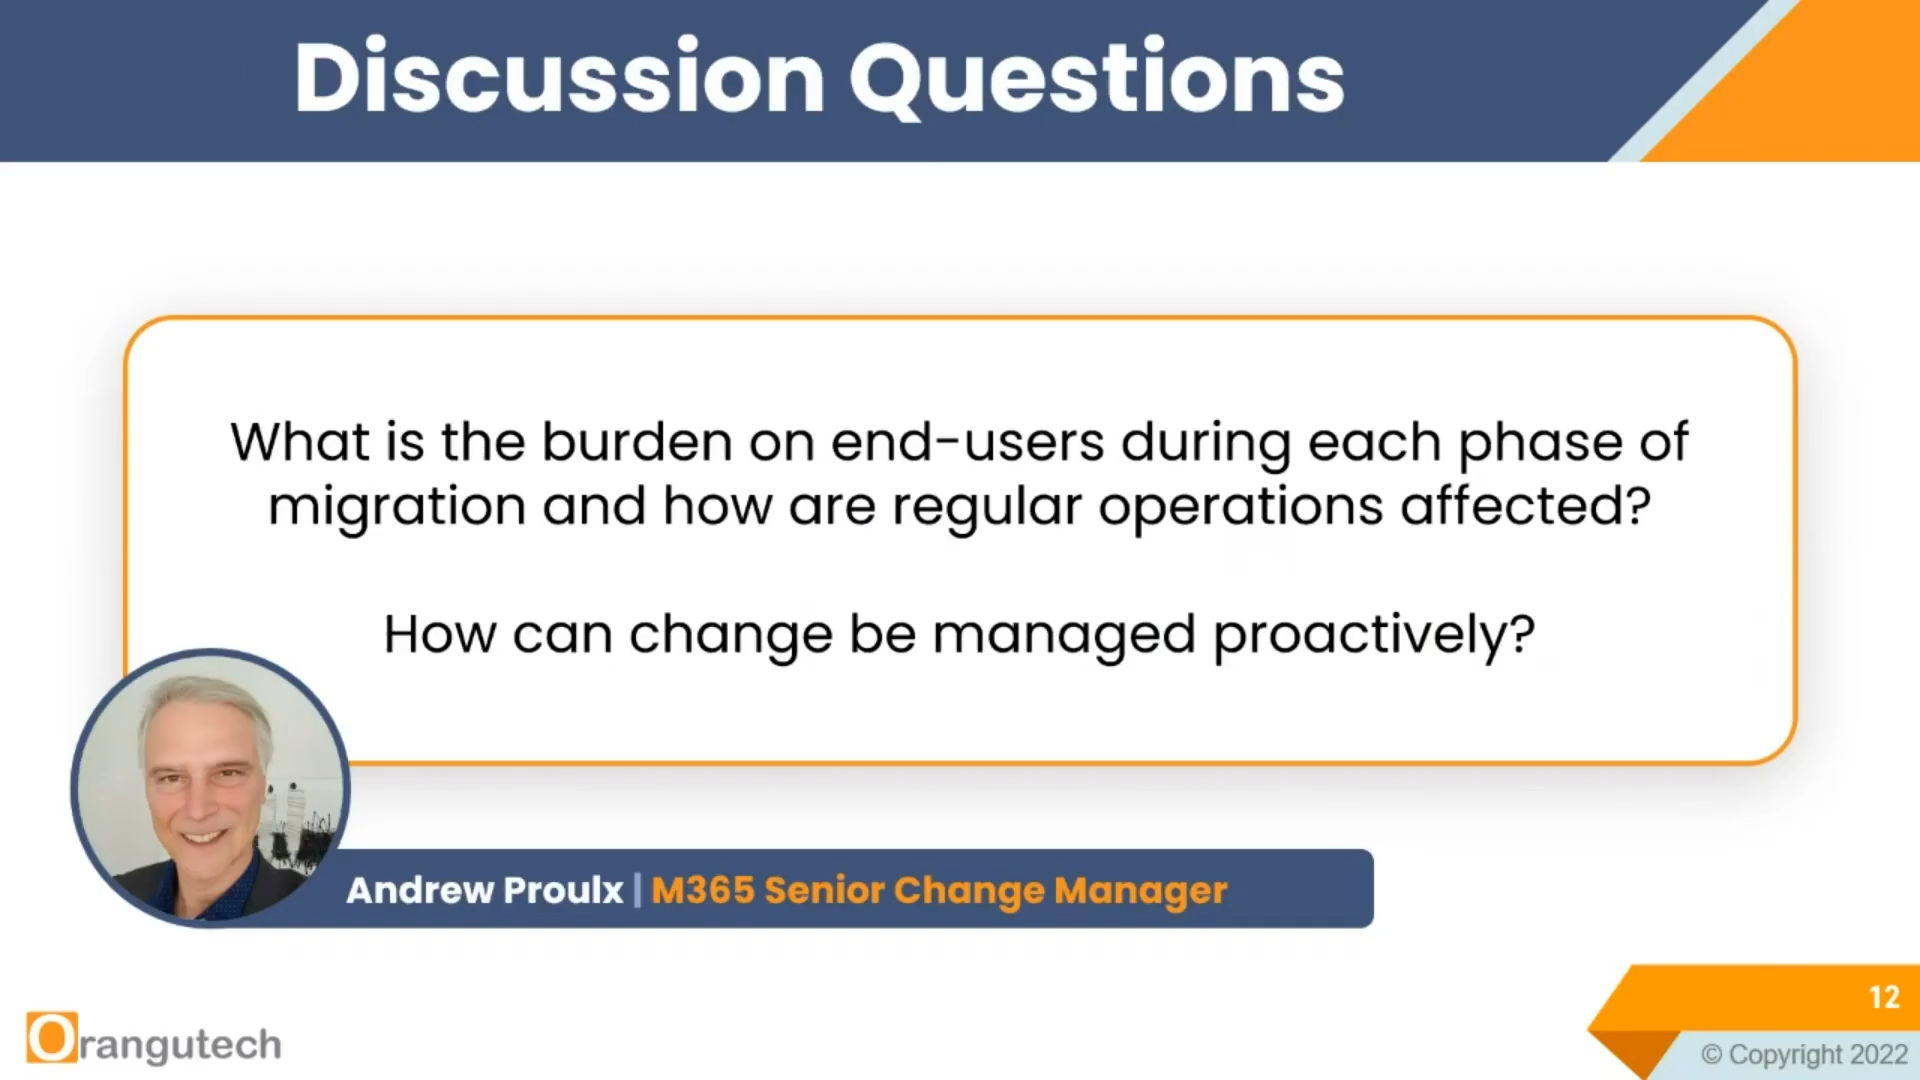 Discussion Questions
What is the burden on end-users during each phase of
migration and how are regular operations affected?
How can change be managed proactively?
Andrew Proulx | M365 Senior Change Manager
12
Orangutech
© Copyright 2022